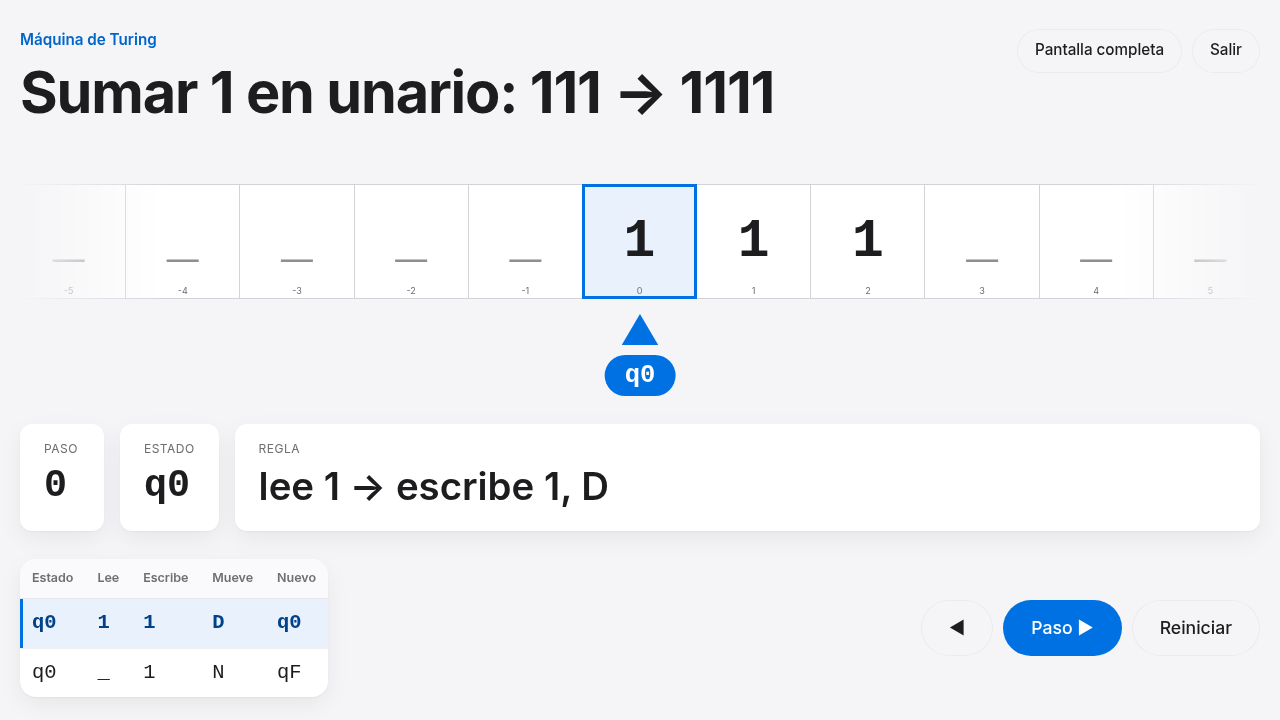 Máquina de Turing
Sumar 1 en unario: 111 → 1111
Pantalla completa
Salir
_ _ _ _ _ 1 1 1 _ _ _
-5 -4 -3 -2 -1 0 1 2 3 4 5
q0
PASO
0
ESTADO
q0
REGLA
lee 1 → escribe 1, D
Estado Lee Escribe Mueve Nuevo
q0 1 1 D q0
q0 _ 1 N qF
◀
Paso ▶
Reiniciar